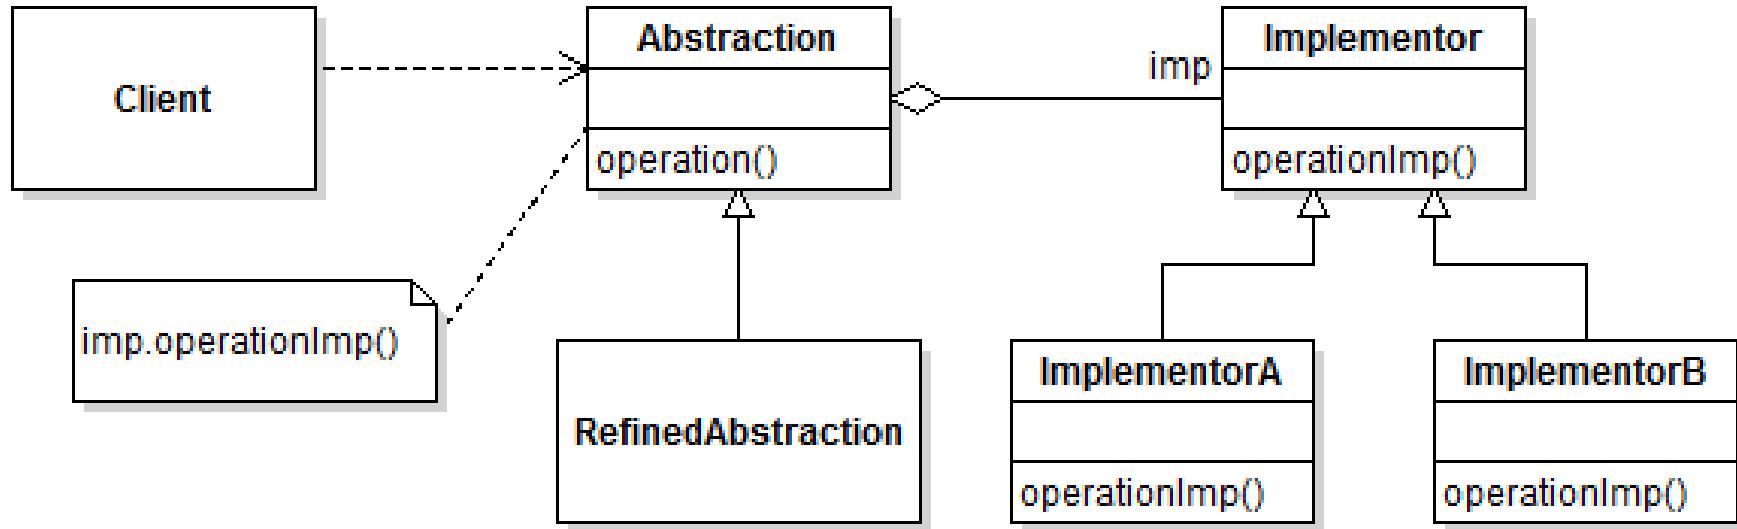 Client
Abstraction
operation()
imp
Implementor
operationImp()
imp.operationImp()
RefinedAbstraction
ImplementorA
operationImp()
ImplementorB
operationImp()